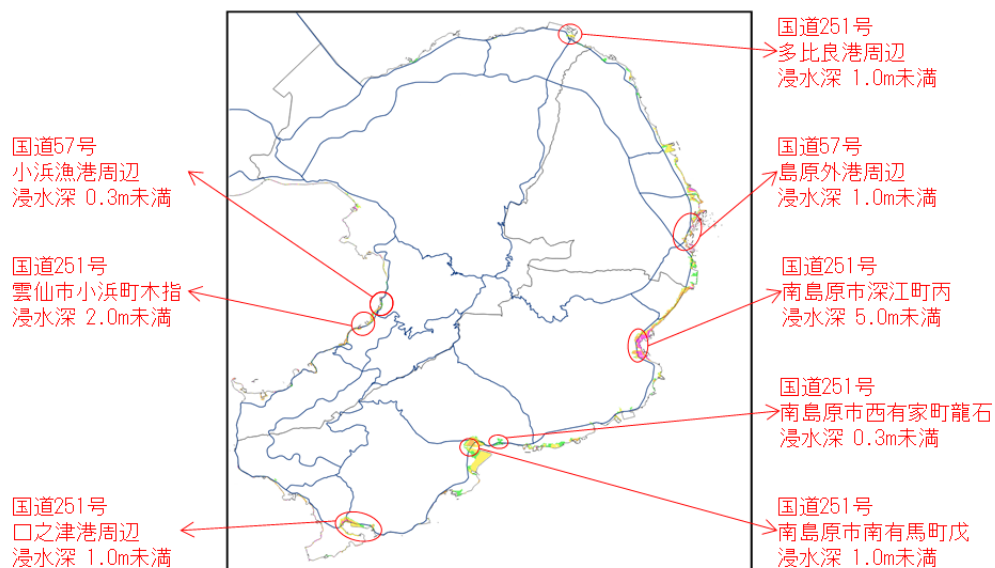 国道251号
多比良港周辺
浸水深 1.0m未満
国道57号
小浜漁港周辺
浸水深 0.3m未満
国道57号
島原外港周辺
浸水深 1.0m未満
国道251号
雲仙市小浜町木指
浸水深 2.0m未満
国道251号
南島原市深江町丙
浸水深 5.0m未満
国道251号
南島原市西有家町龍石
浸水深 0.3m未満
国道251号
口之津港周辺
浸水深 1.0m未満
国道251号
南島原市南有馬町戊
浸水深 1.0m未満